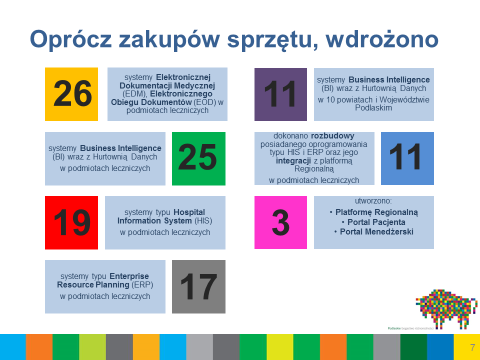 Oprócz zakupów sprzętu, wdrożono
26
systemy Elektronicznej
Dokumentacji Medycznej
(EDM), Elektronicznego
Obiegu Dokumentów (EOD) w
podmiotach leczniczych
11
systemy Business Intelligence
(BI) wraz z Hurtownią Danych
w 10 powiatach i Województwie
Podlaskim
systemy Business Intelligence
(BI) wraz z Hurtownią Danych
w podmiotach leczniczych
25
dokonano rozbudowy
posiadanego oprogramowania
typu HIS i ERP oraz jego
integracji z platformą
Regionalną
w podmiotach leczniczych
11
19
systemy typu Hospital
Information System (HIS)
w podmiotach leczniczych
3
utworzono:
• Platformę Regionalną
• Portal Pacjenta
• Portal Menedżerski
systemy typu Enterprise
Resource Planning (ERP)
w podmiotach leczniczych
17
7